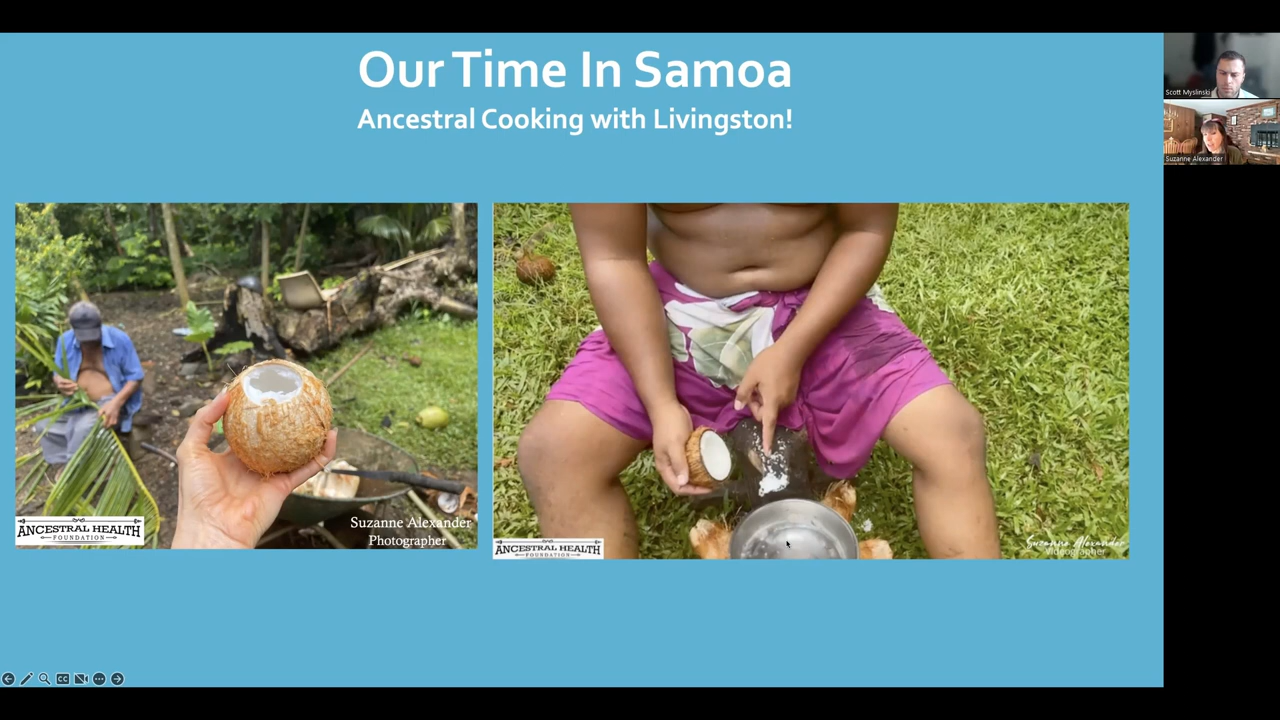 Our Time In Samoa
Ancestral Cooking with Livingston!
Scott Myslinski
Suzanne Alexander
ANCESTRAL HEALTH
FOUNDATION
Suzanne Alexander
Photographer
ANCESTRAL HEALTH
FOUNDATION
Suzanne Alexander
Videographer
CC